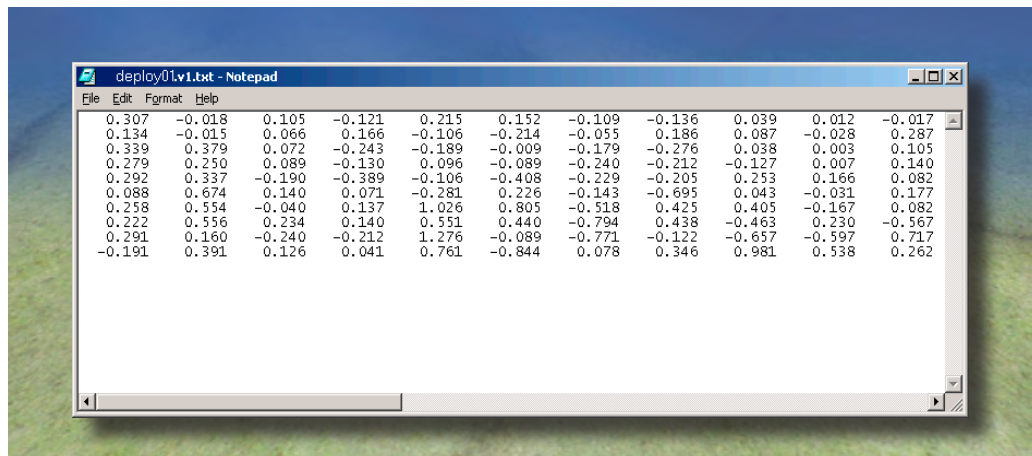 deploy01.v1.txt - Notepad
File Edit Format Help
0.307 -0.018 0.105 -0.121 0.215 0.152 -0.109 -0.136 0.039 0.012 -0.017
0.134 -0.015 0.066 0.166 -0.106 -0.214 -0.055 0.186 0.087 -0.028 0.287
0.339 0.379 0.072 -0.243 -0.189 -0.009 -0.179 -0.276 0.038 0.003 0.105
0.279 0.250 0.089 -0.130 0.096 -0.089 -0.240 -0.212 -0.127 0.007 0.140
0.292 0.337 -0.190 -0.389 -0.106 -0.408 -0.229 -0.205 0.253 0.166 0.082
0.088 0.674 0.140 0.071 -0.281 0.226 -0.143 -0.695 0.043 -0.031 0.177
0.258 0.554 -0.040 0.137 1.026 0.805 -0.518 0.425 0.405 -0.167 0.082
0.222 0.556 0.234 0.140 0.551 0.440 -0.794 0.438 -0.463 0.230 -0.567
0.291 0.160 -0.240 -0.212 1.276 -0.089 -0.771 -0.122 -0.657 -0.597 0.717
-0.191 0.391 0.126 0.041 0.761 -0.844 0.078 0.346 0.981 0.538 0.262